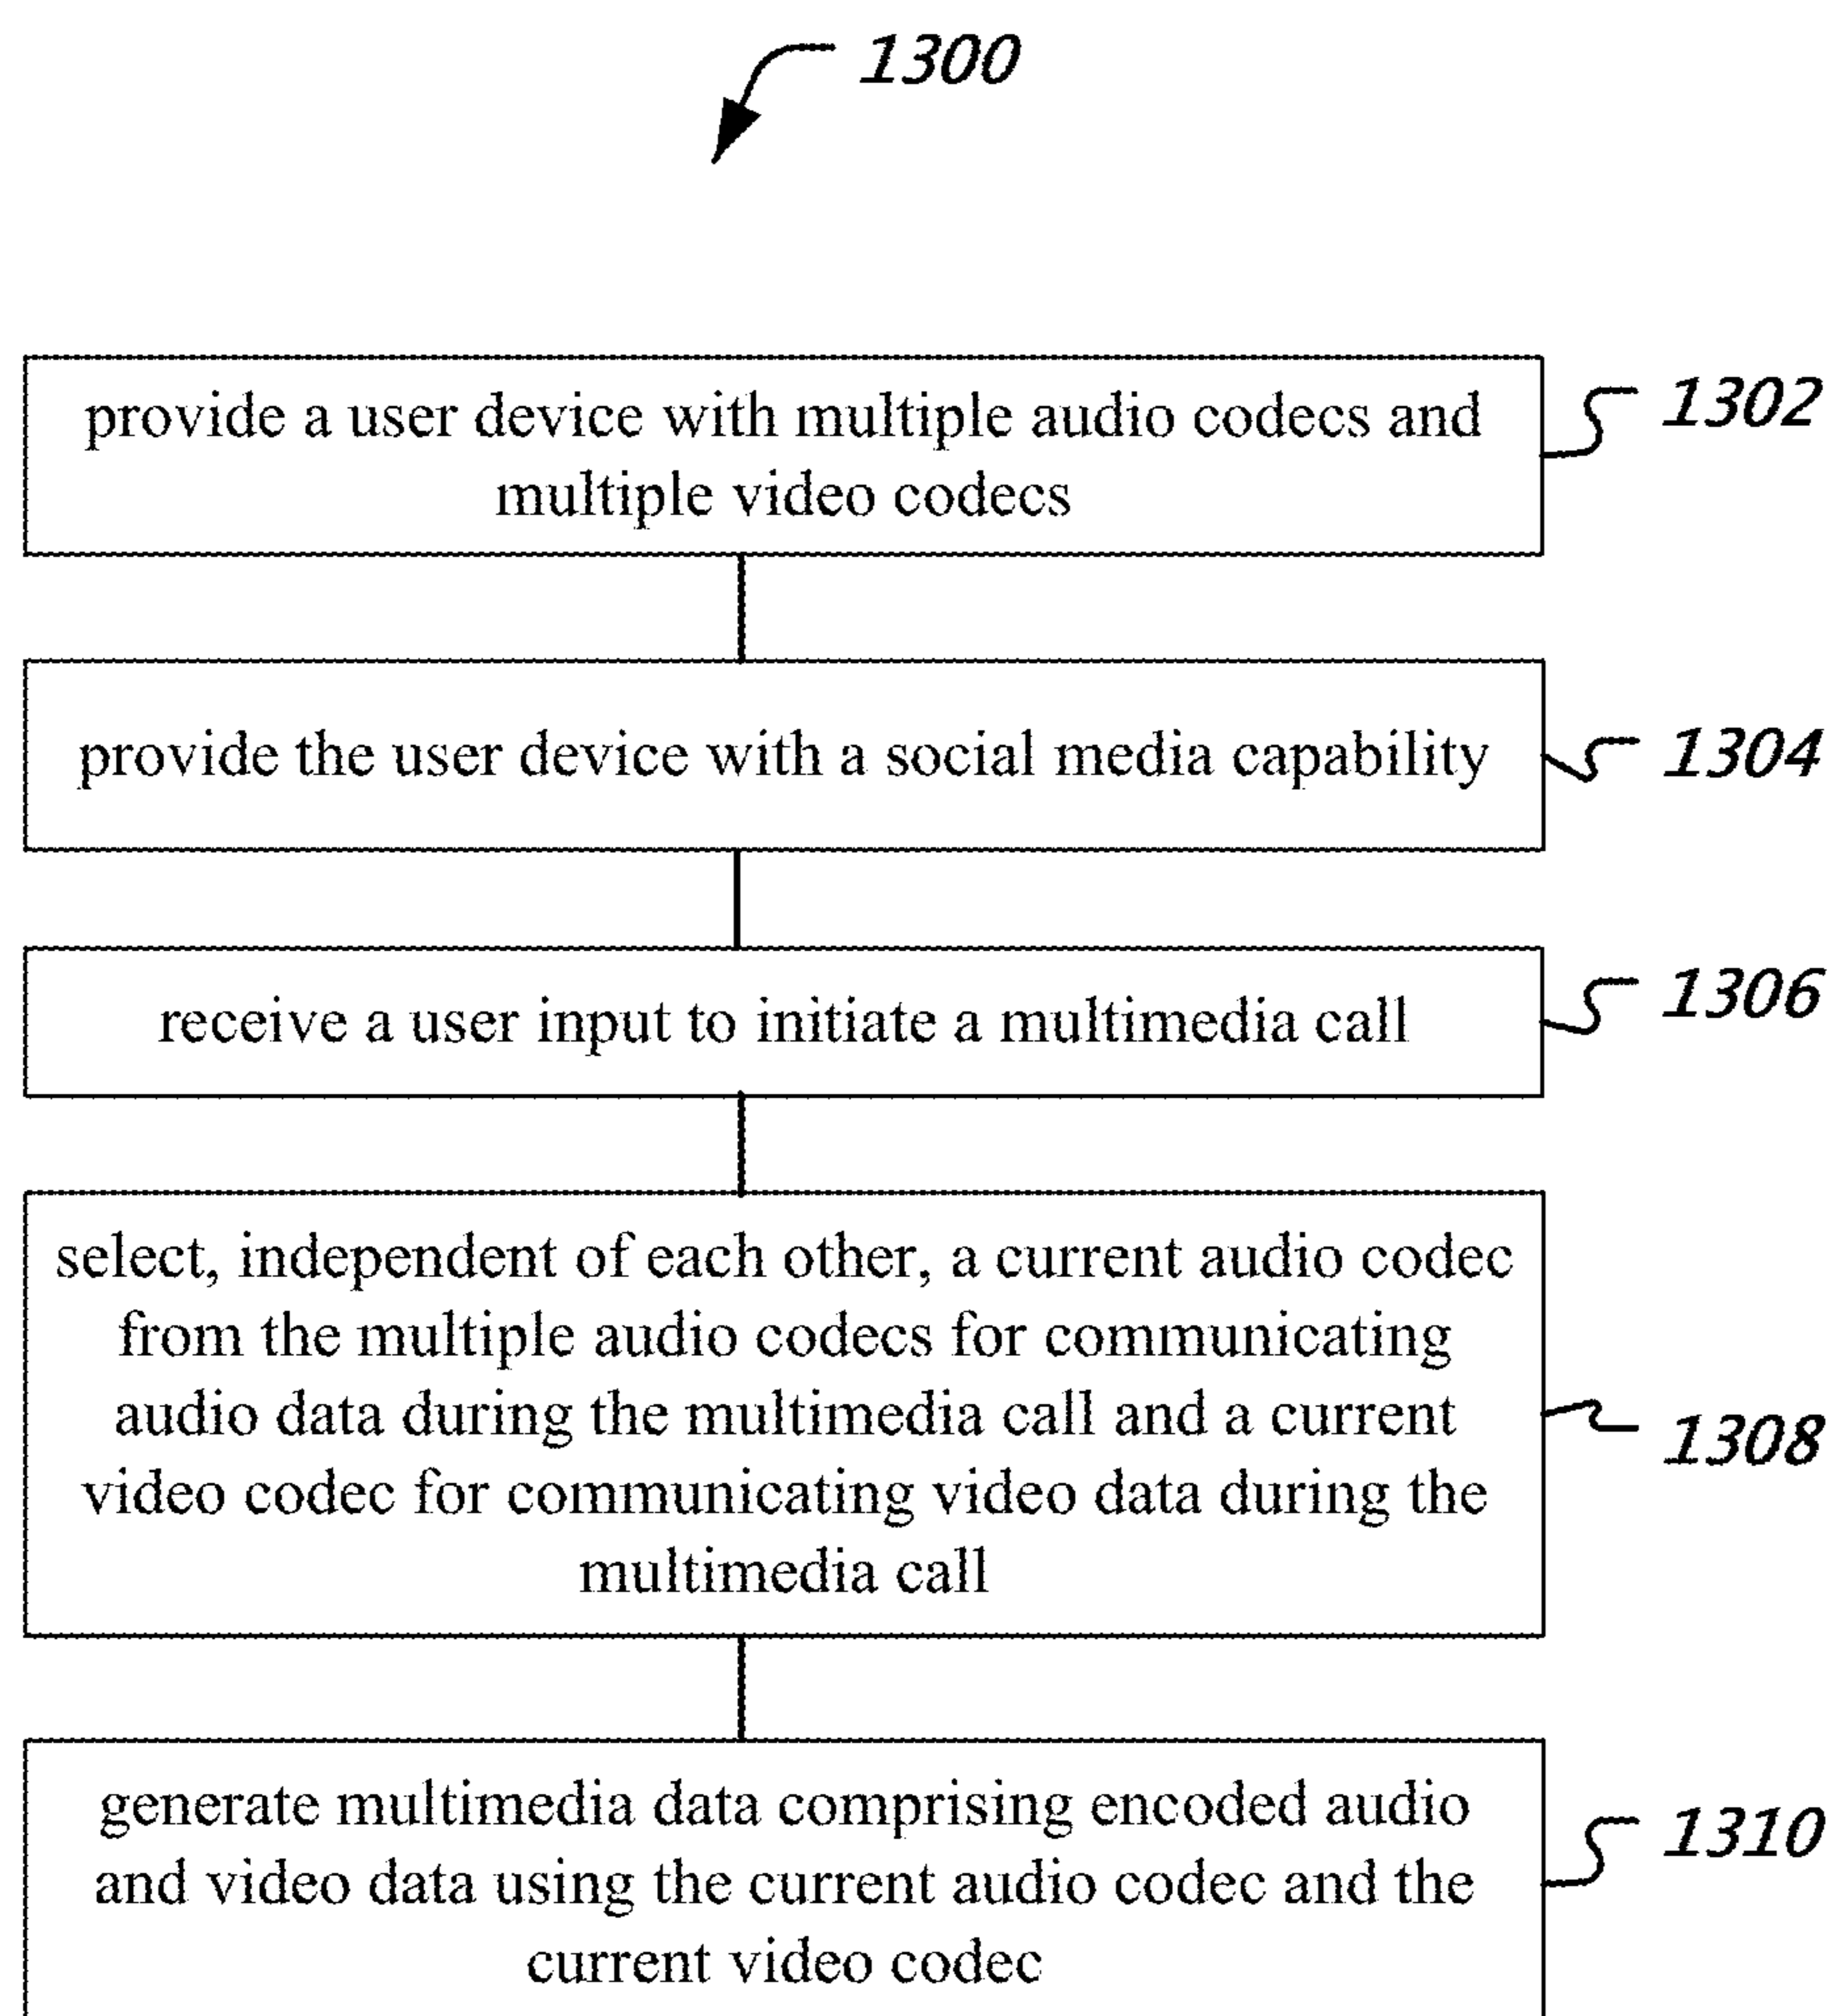 1300
provide a user device with multiple audio codecs and
multiple video codecs
1302
provide the user device with a social media capability
1304
receive a user input to initiate a multimedia call
1306
select, independent of each other, a current audio codec
from the multiple audio codecs for communicating
audio data during the multimedia call and a current
video codec for communicating video data during the
multimedia call
1308
generate multimedia data comprising encoded audio
and video data using the current audio codec and the
current video codec
1310